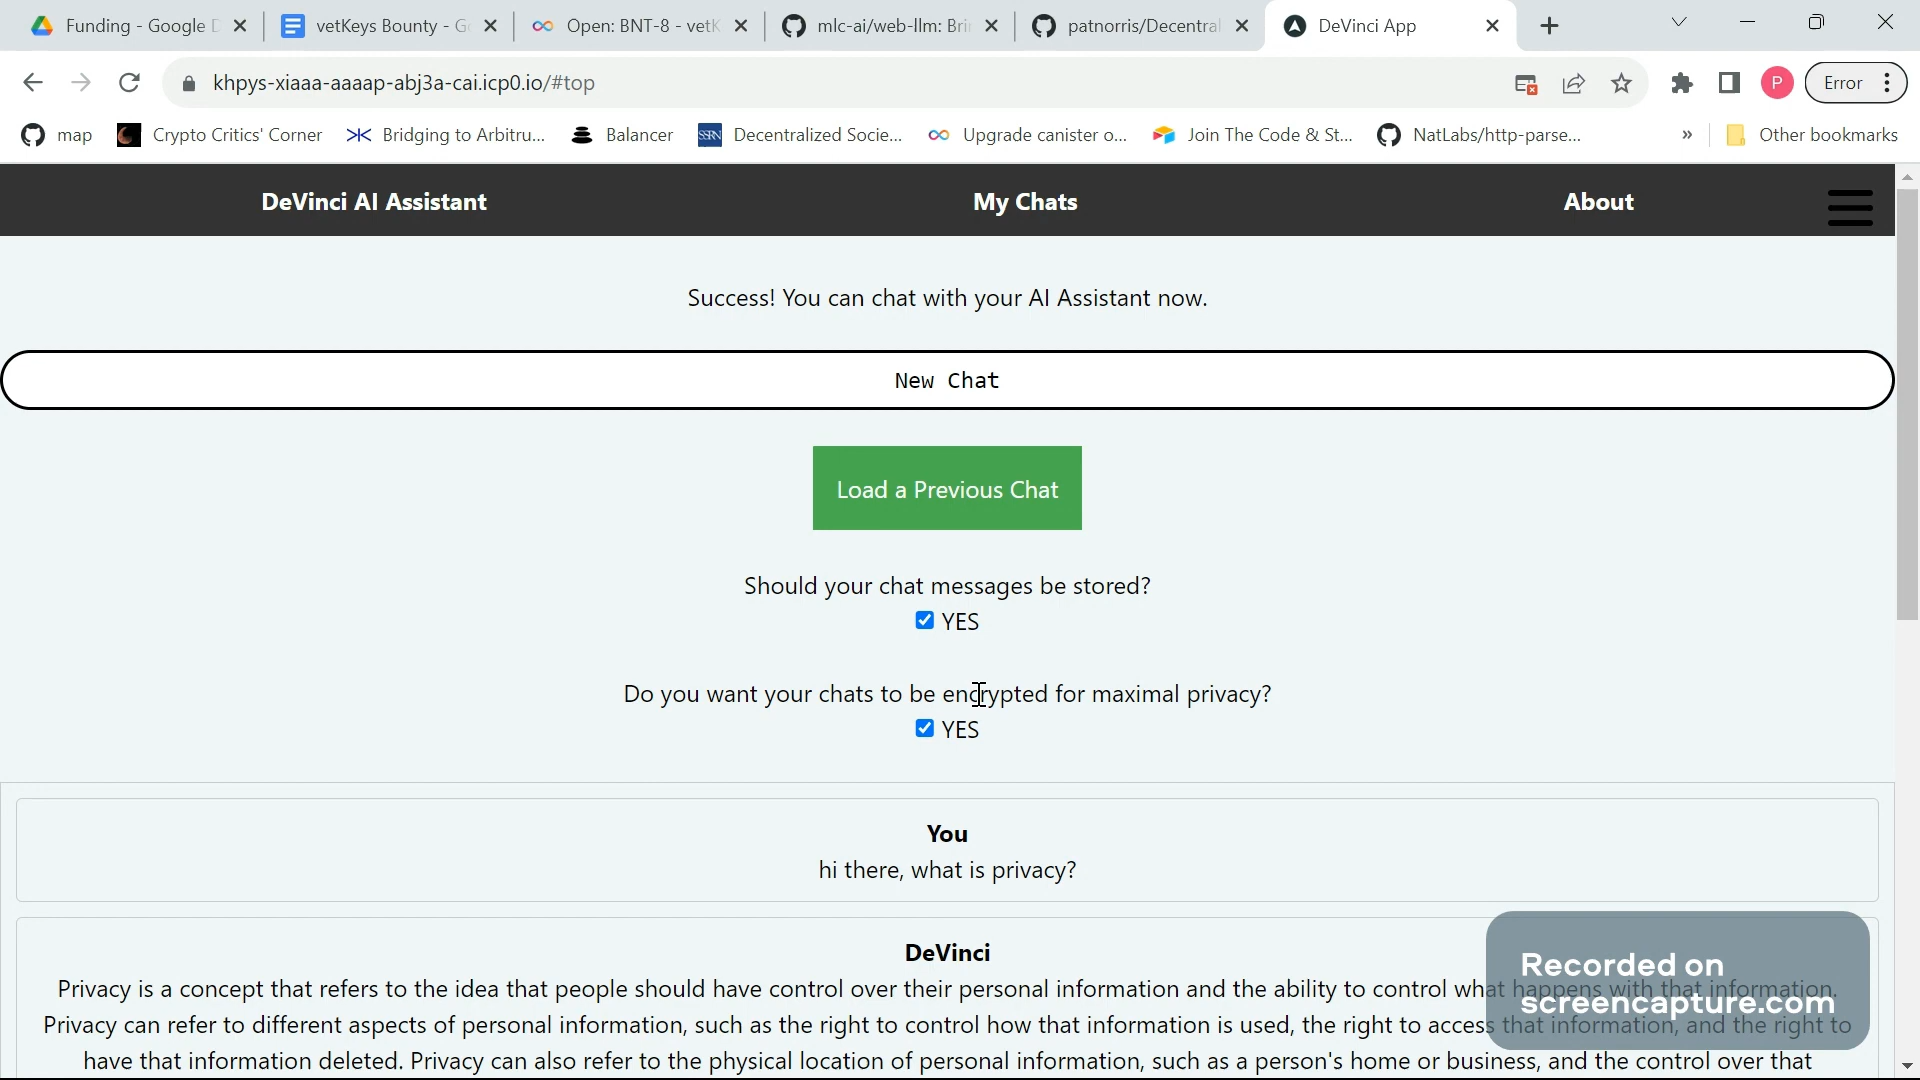 Funding - Google D
vetKeys Bounty - Go
Open: BNT-8 - vetK
mlc-ai/web-llm: Brin
patnorris/Decentral
DeVinci App
khpys-xiaaa-aaaap-abj3a-cai.icp0.io/#top
P
Error
map
Crypto Critics' Corner
Bridging to Arbitru...
Balancer
SSRN
Decentralized Socie...
Upgrade canister o...
Join The Code & St...
NatLabs/http-parse...
»
Other bookmarks
DeVinci AI Assistant
My Chats
About
Success! You can chat with your AI Assistant now.
New Chat
Load a Previous Chat
Should your chat messages be stored?
YES
Do you want your chats to be encrypted for maximal privacy?
YES
You
hi there, what is privacy?
DeVinci
Privacy is a concept that refers to the idea that people should have control over their personal information and the ability to control what happens with that information.
Privacy can refer to different aspects of personal information, such as the right to control how that information is used, the right to access that information, and the right to
have that information deleted. Privacy can also refer to the physical location of personal information, such as a person's home or business, and the control over that
Recorded on
screencapture.com